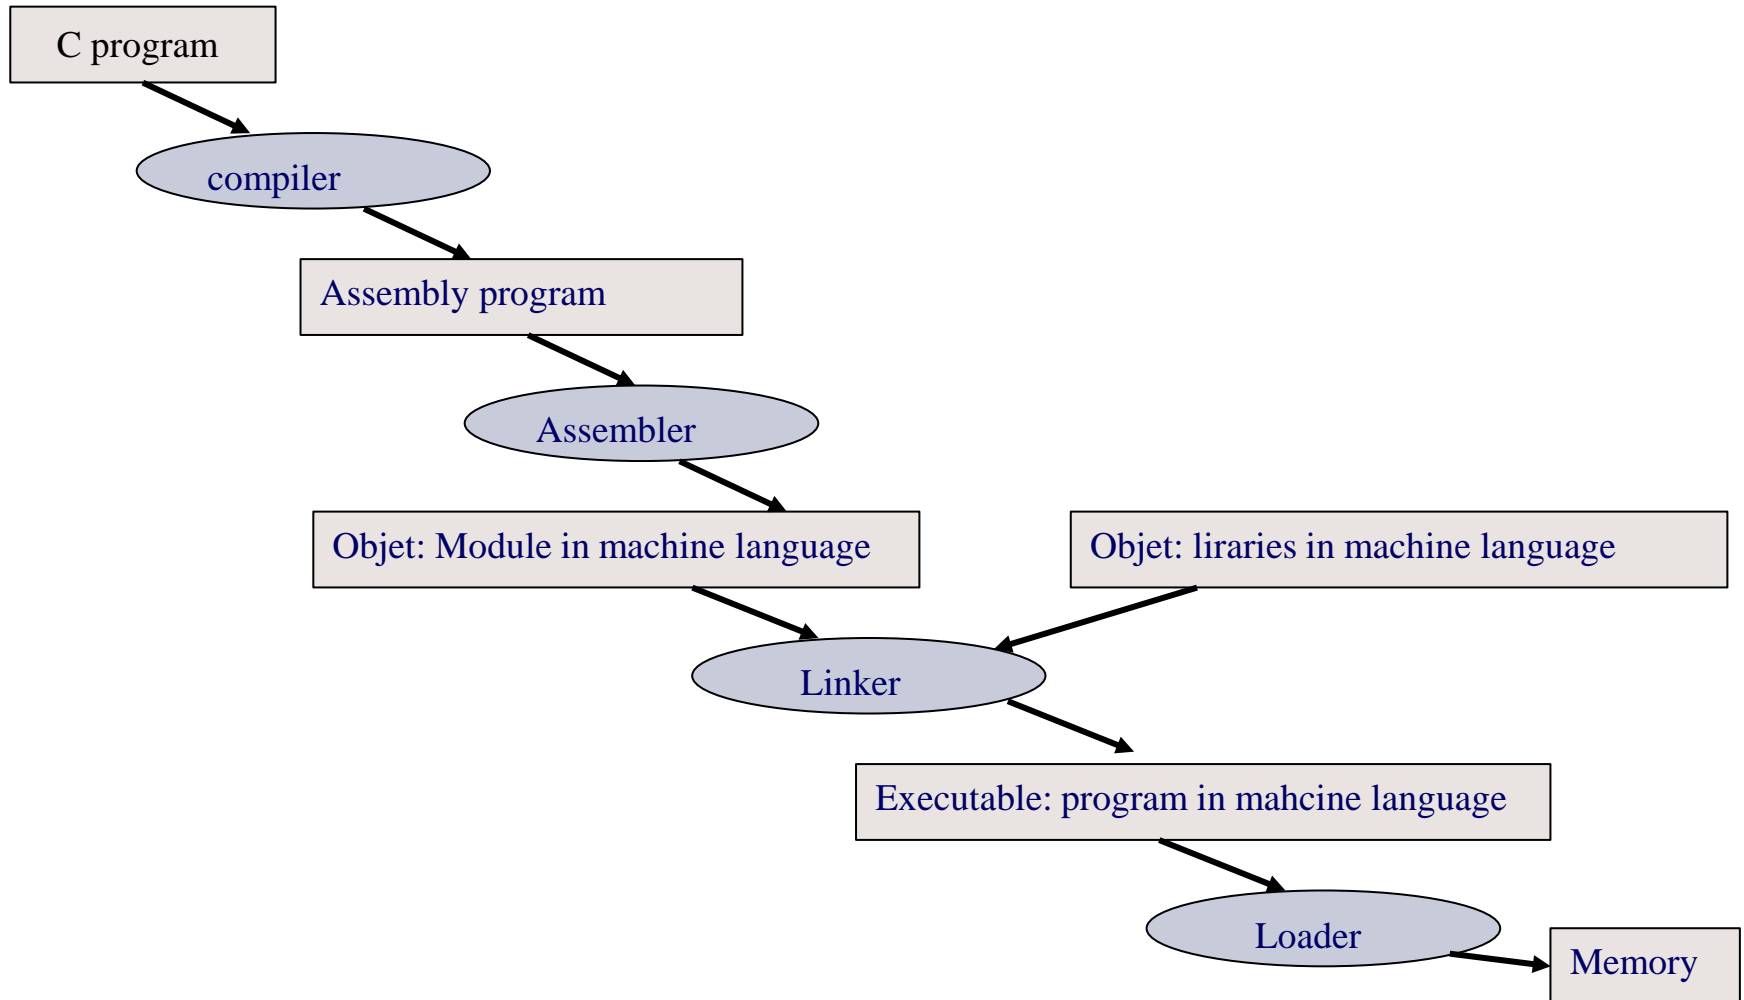 C program
compiler
Assembly program
Assembler
Objet: Module in machine language
Objet: liraries in machine language
Linker
Executable: program in mahcine language
Loader
Memory